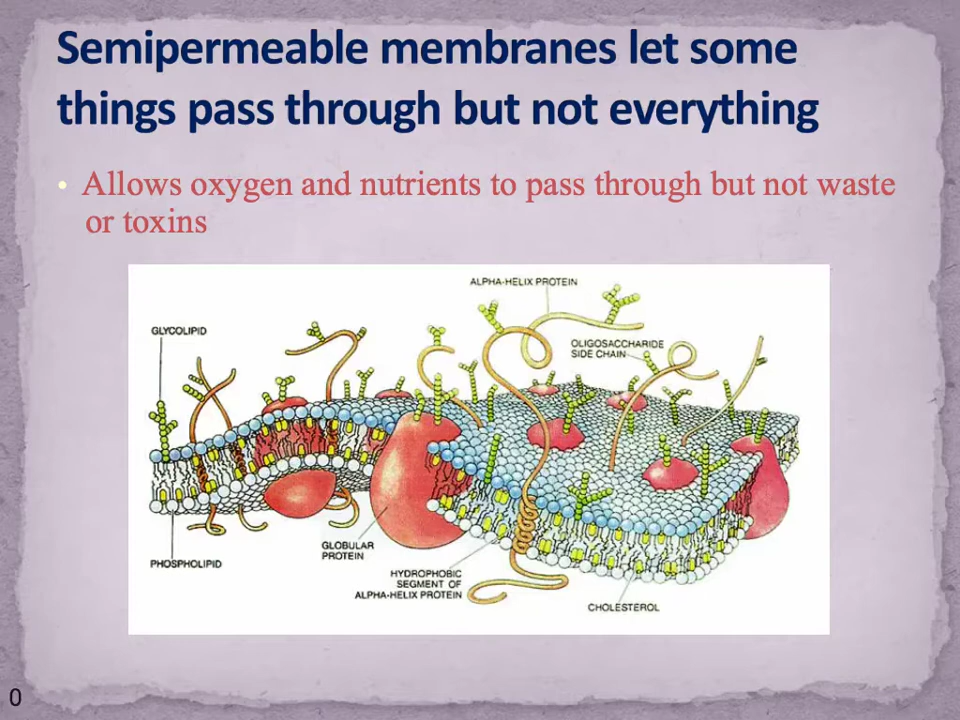 Semipermeable membranes let some
things pass through but not everything
• Allows oxygen and nutrients to pass through but not waste
or toxins
ALPHA-HELIX PROTEIN
GLYCOLIPID
OLIGOSACCHARIDE
SIDE CHAIN
GLOBULAR
PROTEIN
PHOSPHOLIPID
HYDROPHOBIC
SEGMENT OF
ALPHA-HELIX PROTEIN
CHOLESTEROL
0